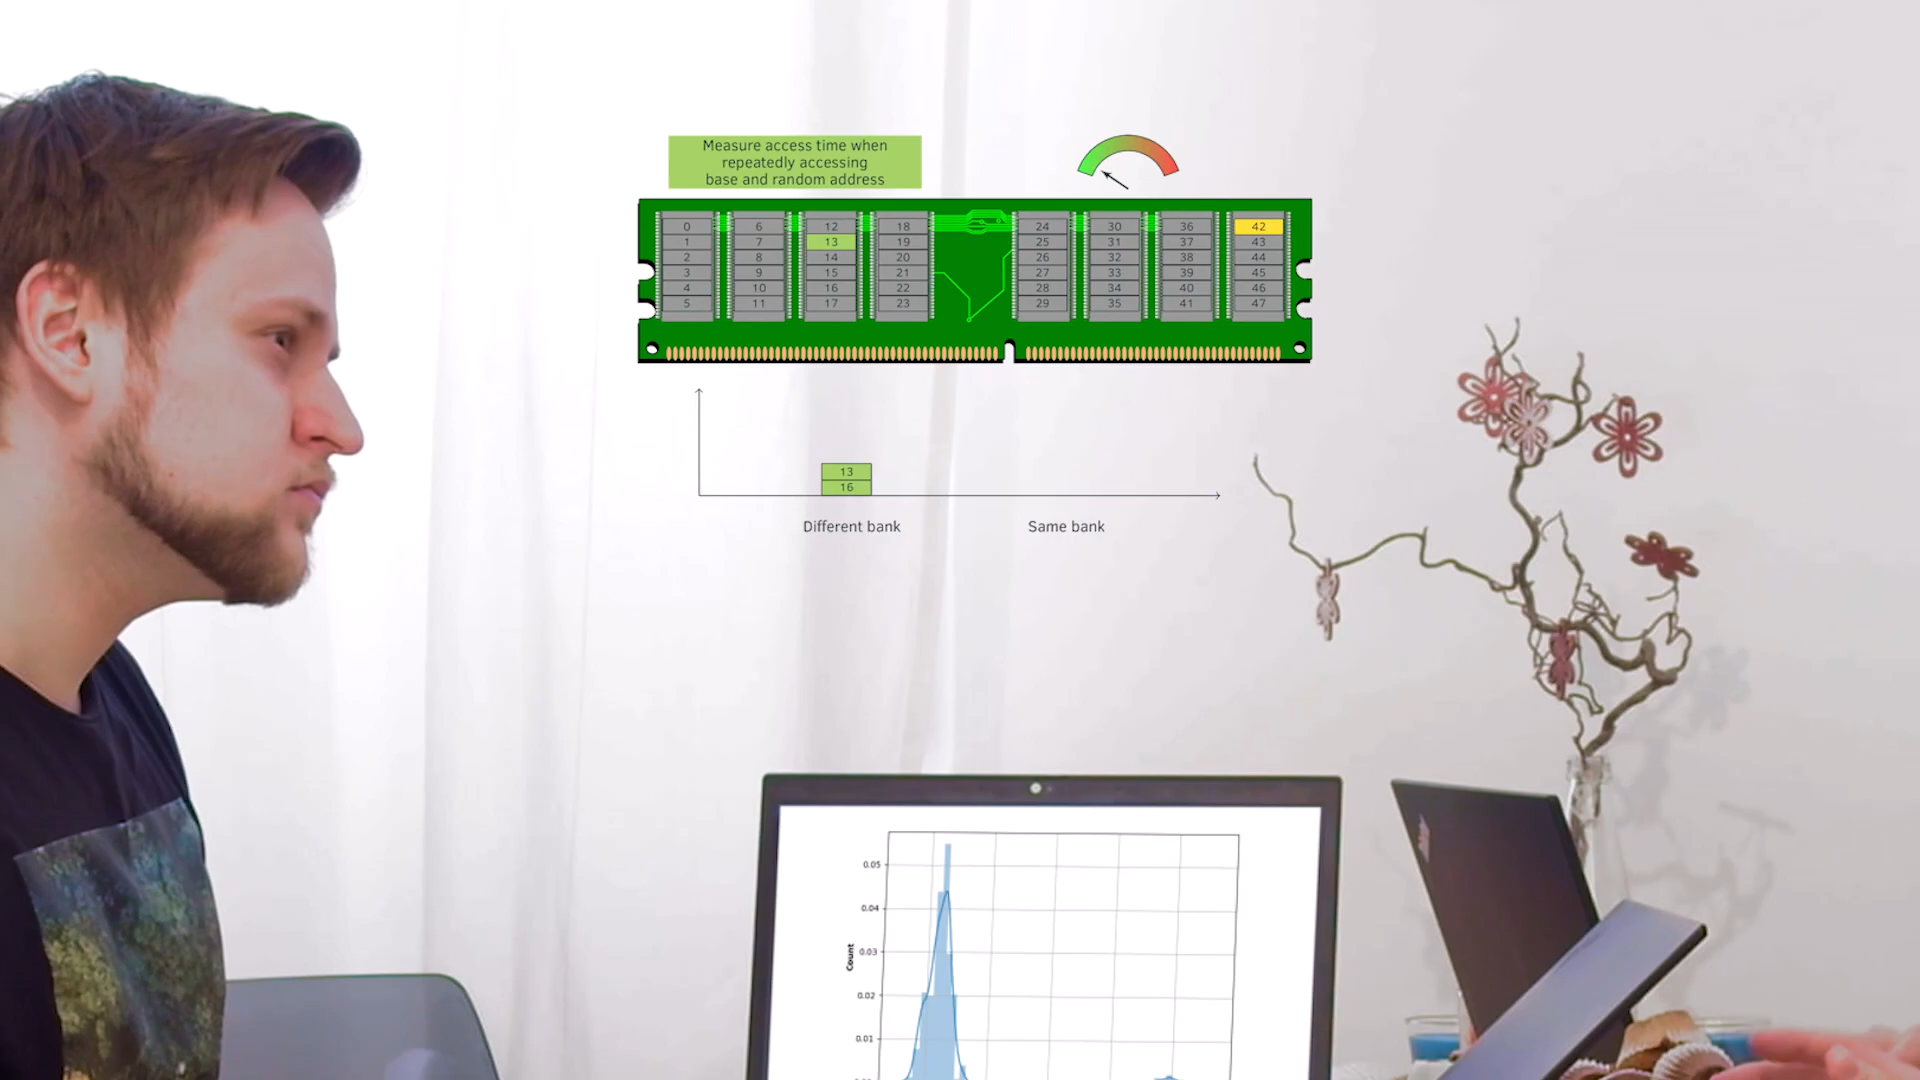 Measure access time when
repeatedly accessing
base and random address
0 6 12 18 24 30 36 42
1 7 13 19 25 31 37 43
2 8 14 20 26 32 38 44
3 9 15 21 27 33 39 45
4 10 16 22 28 34 40 46
5 11 17 23 29 35 41 47
13
16
Different bank Same bank
0.05
0.04
Count
0.03
0.02
0.01